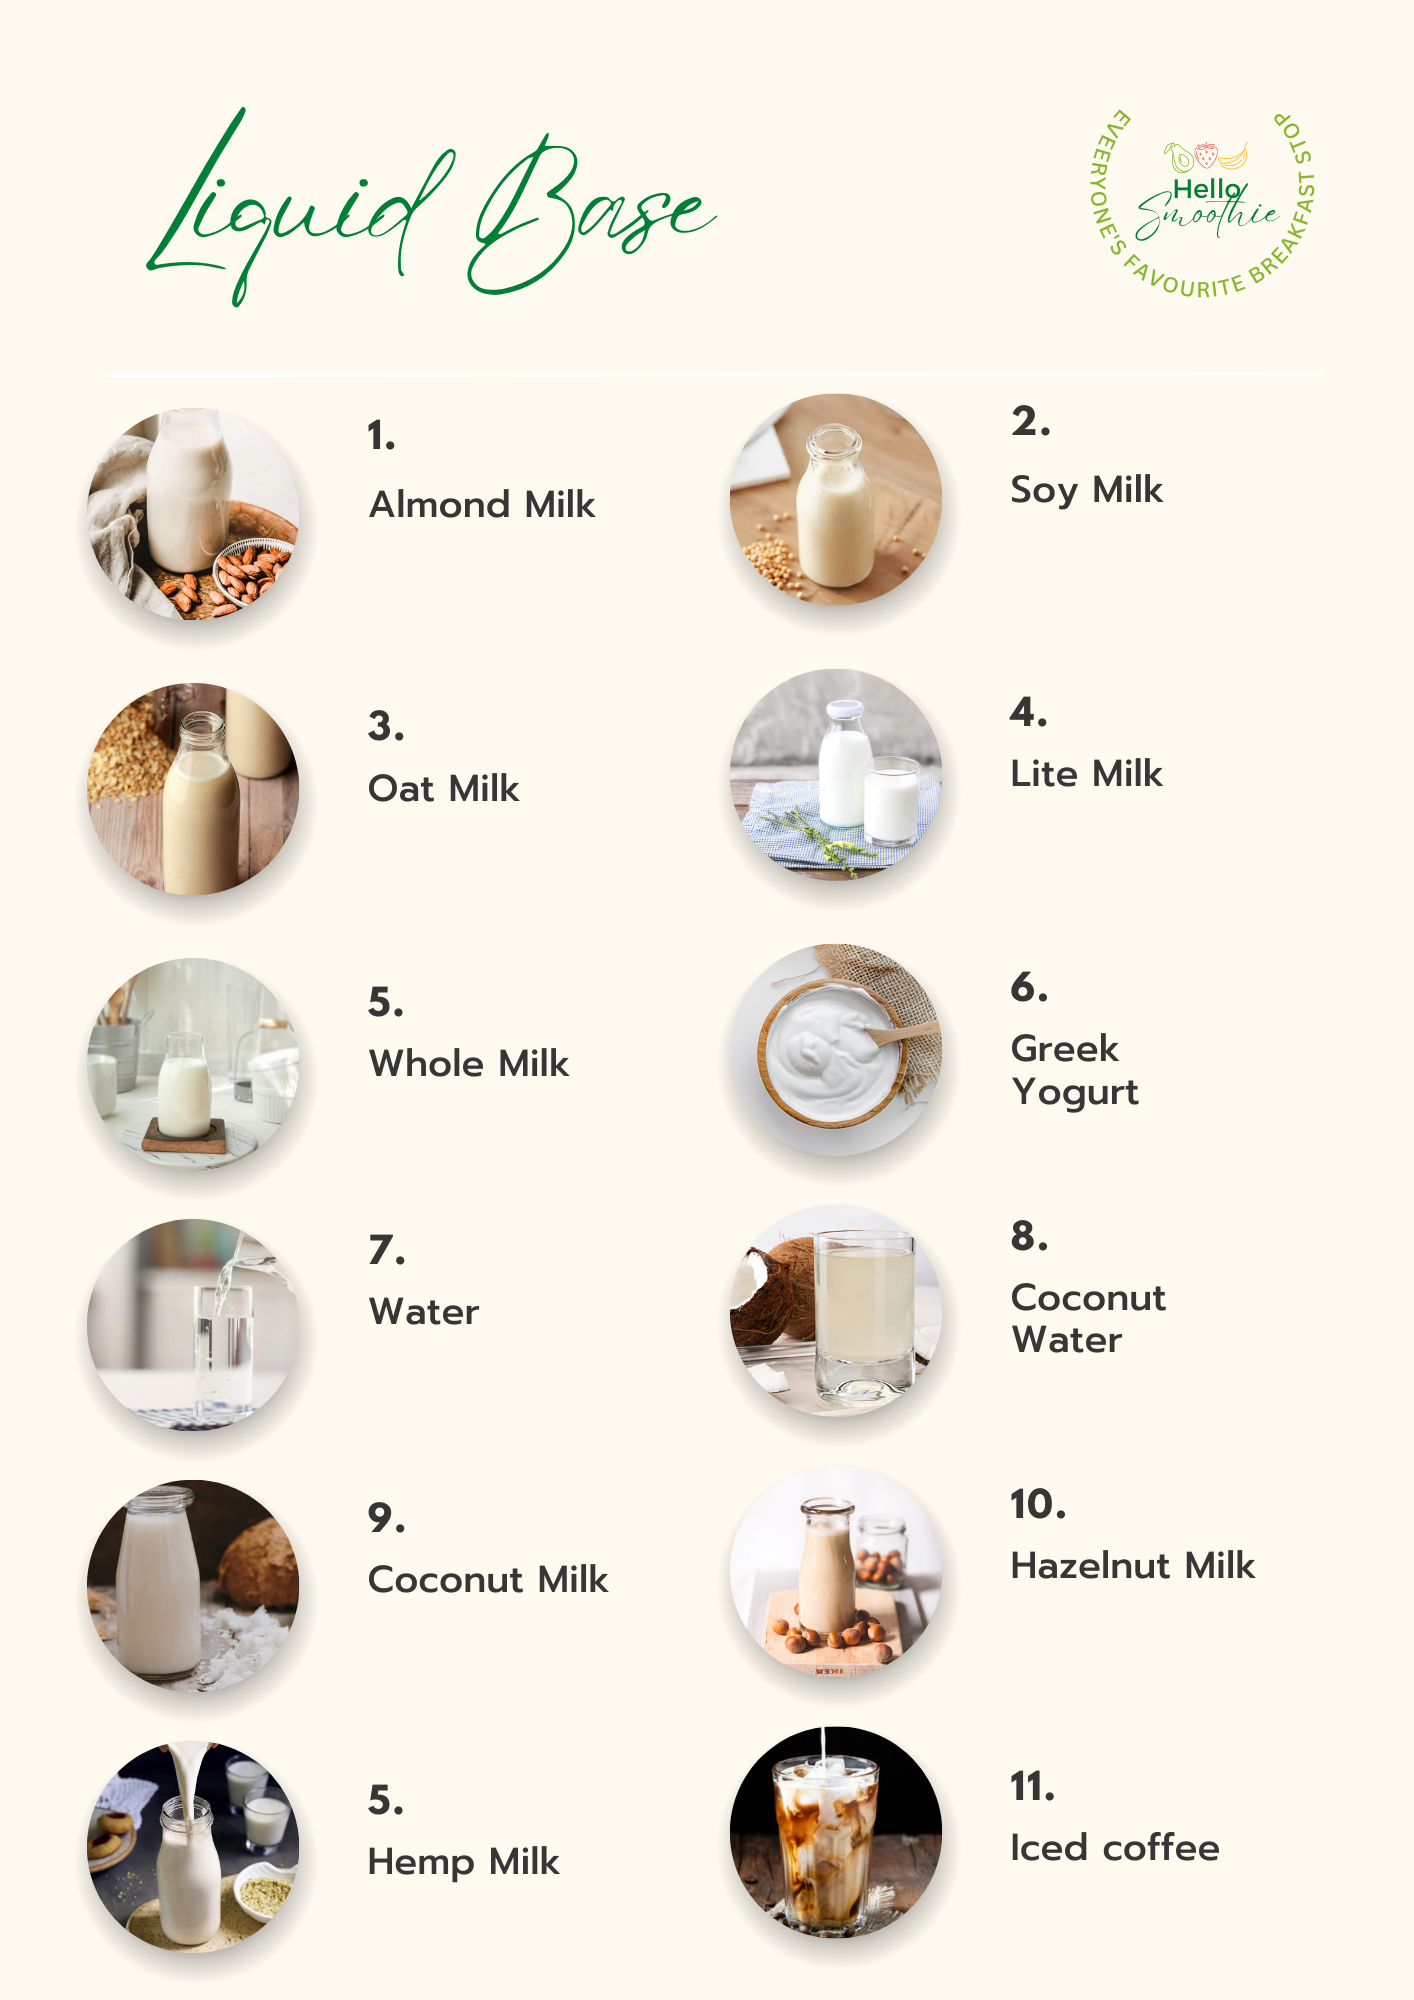 Liquid Base
EVEERYONE'S FAVOURITE BREAKFAST STOP
Hello
Smoothie
1.
Almond Milk
2.
Soy Milk
3.
Oat Milk
4.
Lite Milk
5.
Whole Milk
6.
Greek
Yogurt
7.
Water
8.
Coconut
Water
9.
Coconut Milk
10.
Hazelnut Milk
IKEA
5.
Hemp Milk
11.
Iced coffee